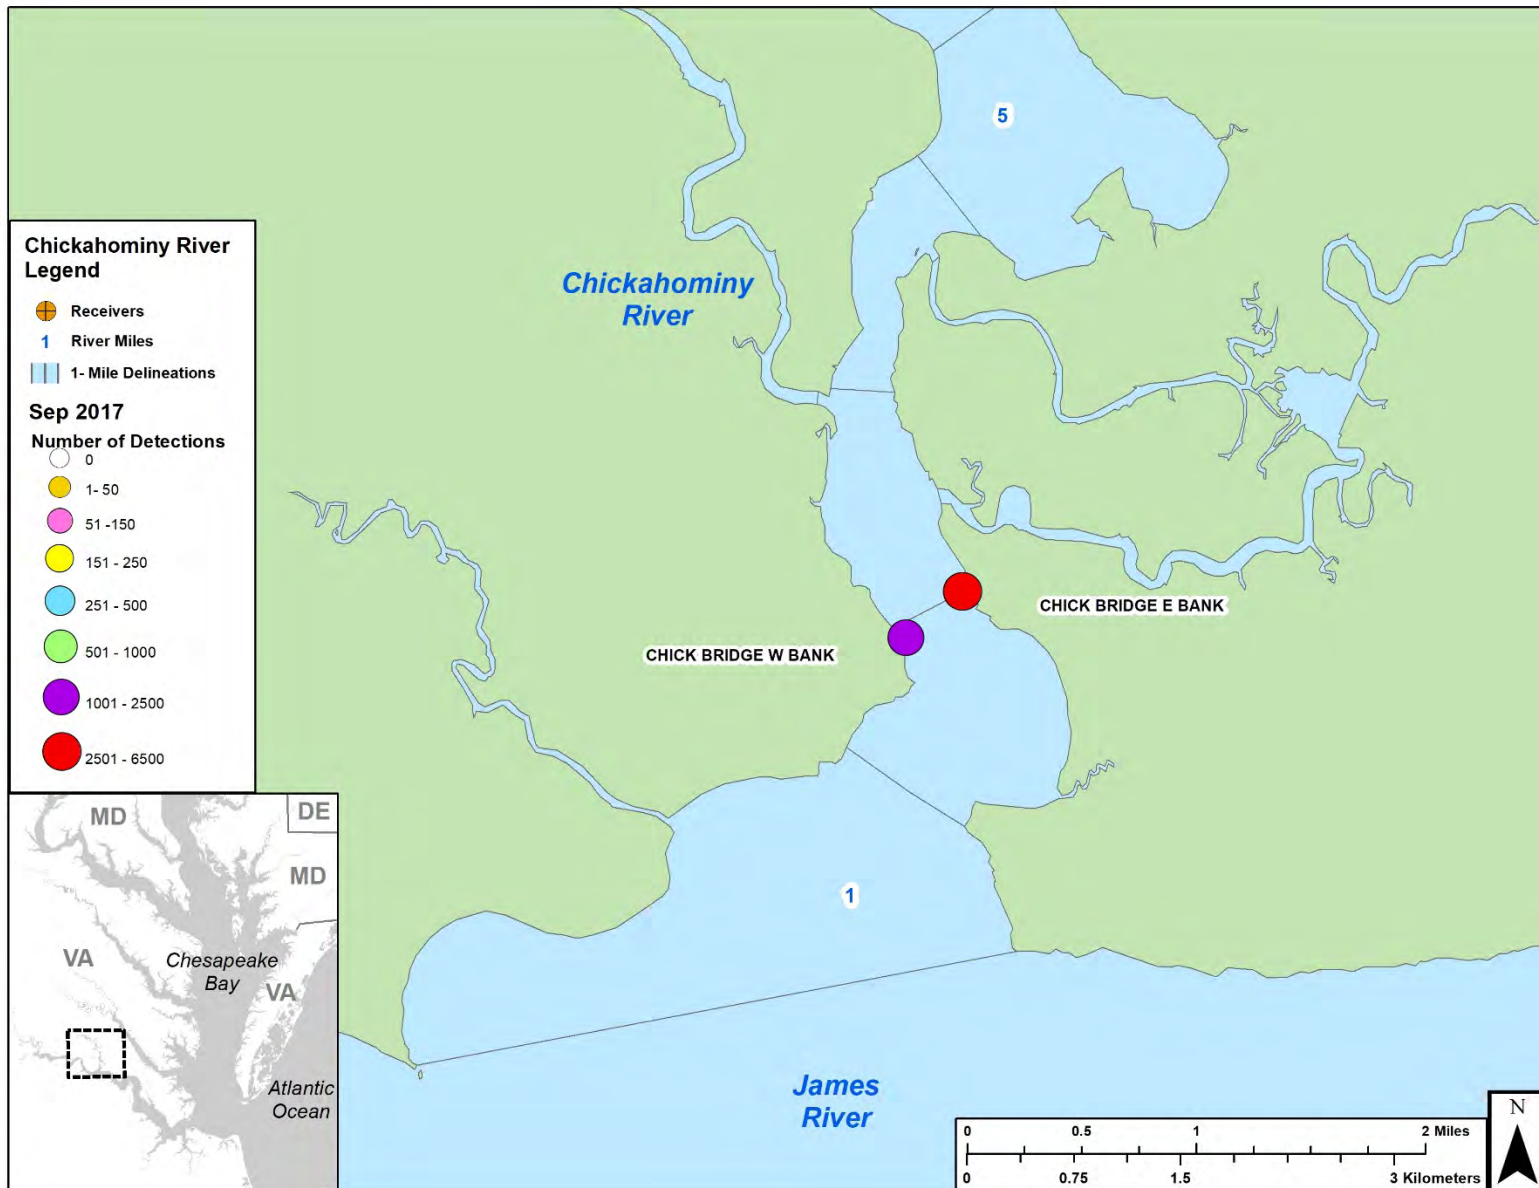 5
Chickahominy
River
Chickahominy River
Legend
Receivers
1 River Miles
1- Mile Delineations
Sep 2017
Number of Detections
0
1- 50
51 -150
151 - 250
251 - 500
501 - 1000
1001 - 2500
2501 - 6500
CHICK BRIDGE E BANK
CHICK BRIDGE W BANK
1
James
River
MD
DE
MD
VA
Chesapeake
Bay
VA
Atlantic
Ocean
0 0.5 1 2 Miles
0 0.75 1.5 3 Kilometers
N